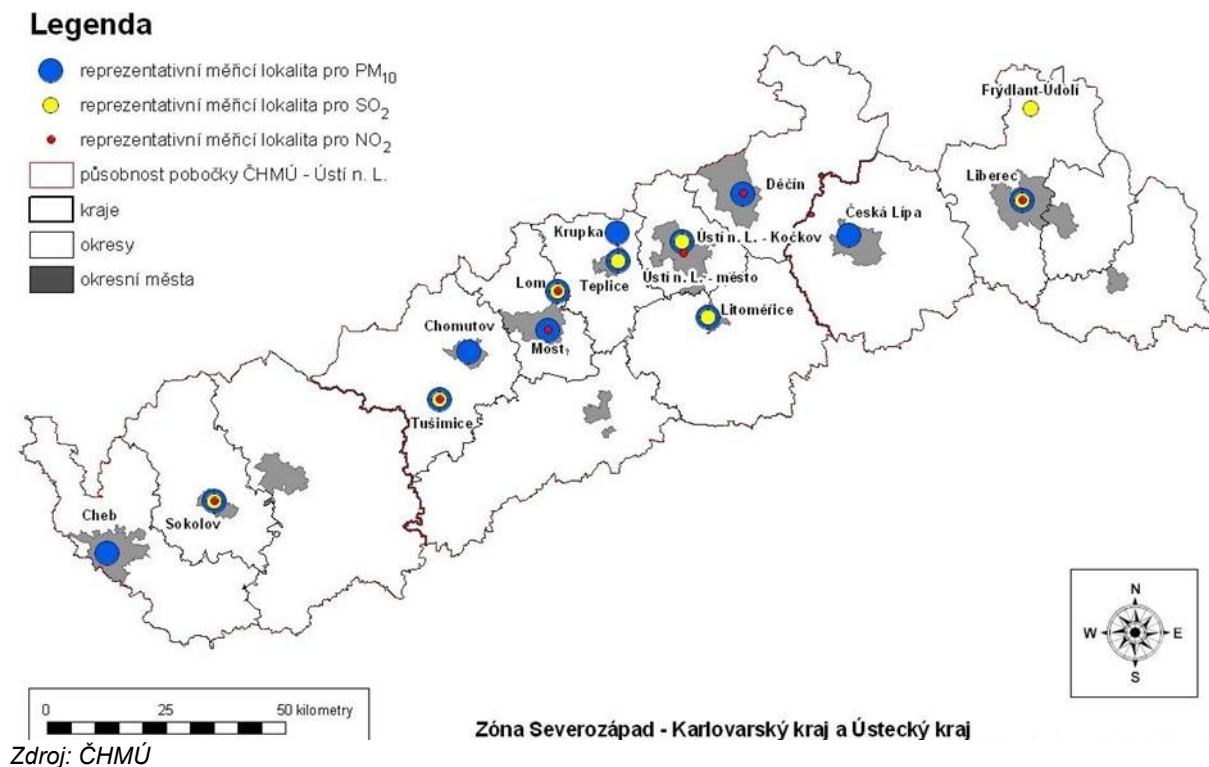 Legenda
reprezentativní měřicí lokalita pro PM10
reprezentativní měřicí lokalita pro SO2
reprezentativní měřicí lokalita pro NO2
působnost pobočky ČHMÚ - Ústí n. L.
kraje
okresy
okresní města
Frýdlant-Údolí
Liberec
Děčín
Česká Lípa
Krupka
Ústí n. L. - Kočkov
Ústí n. L. - město
Teplice
Lom
Litoměřice
Chomutov
Most
Tušimice
Cheb
Sokolov
N
W
E
S
0 25 50 kilometry
Zóna Severozápad - Karlovarský kraj a Ústecký kraj
Zdroj: ČHMÚ